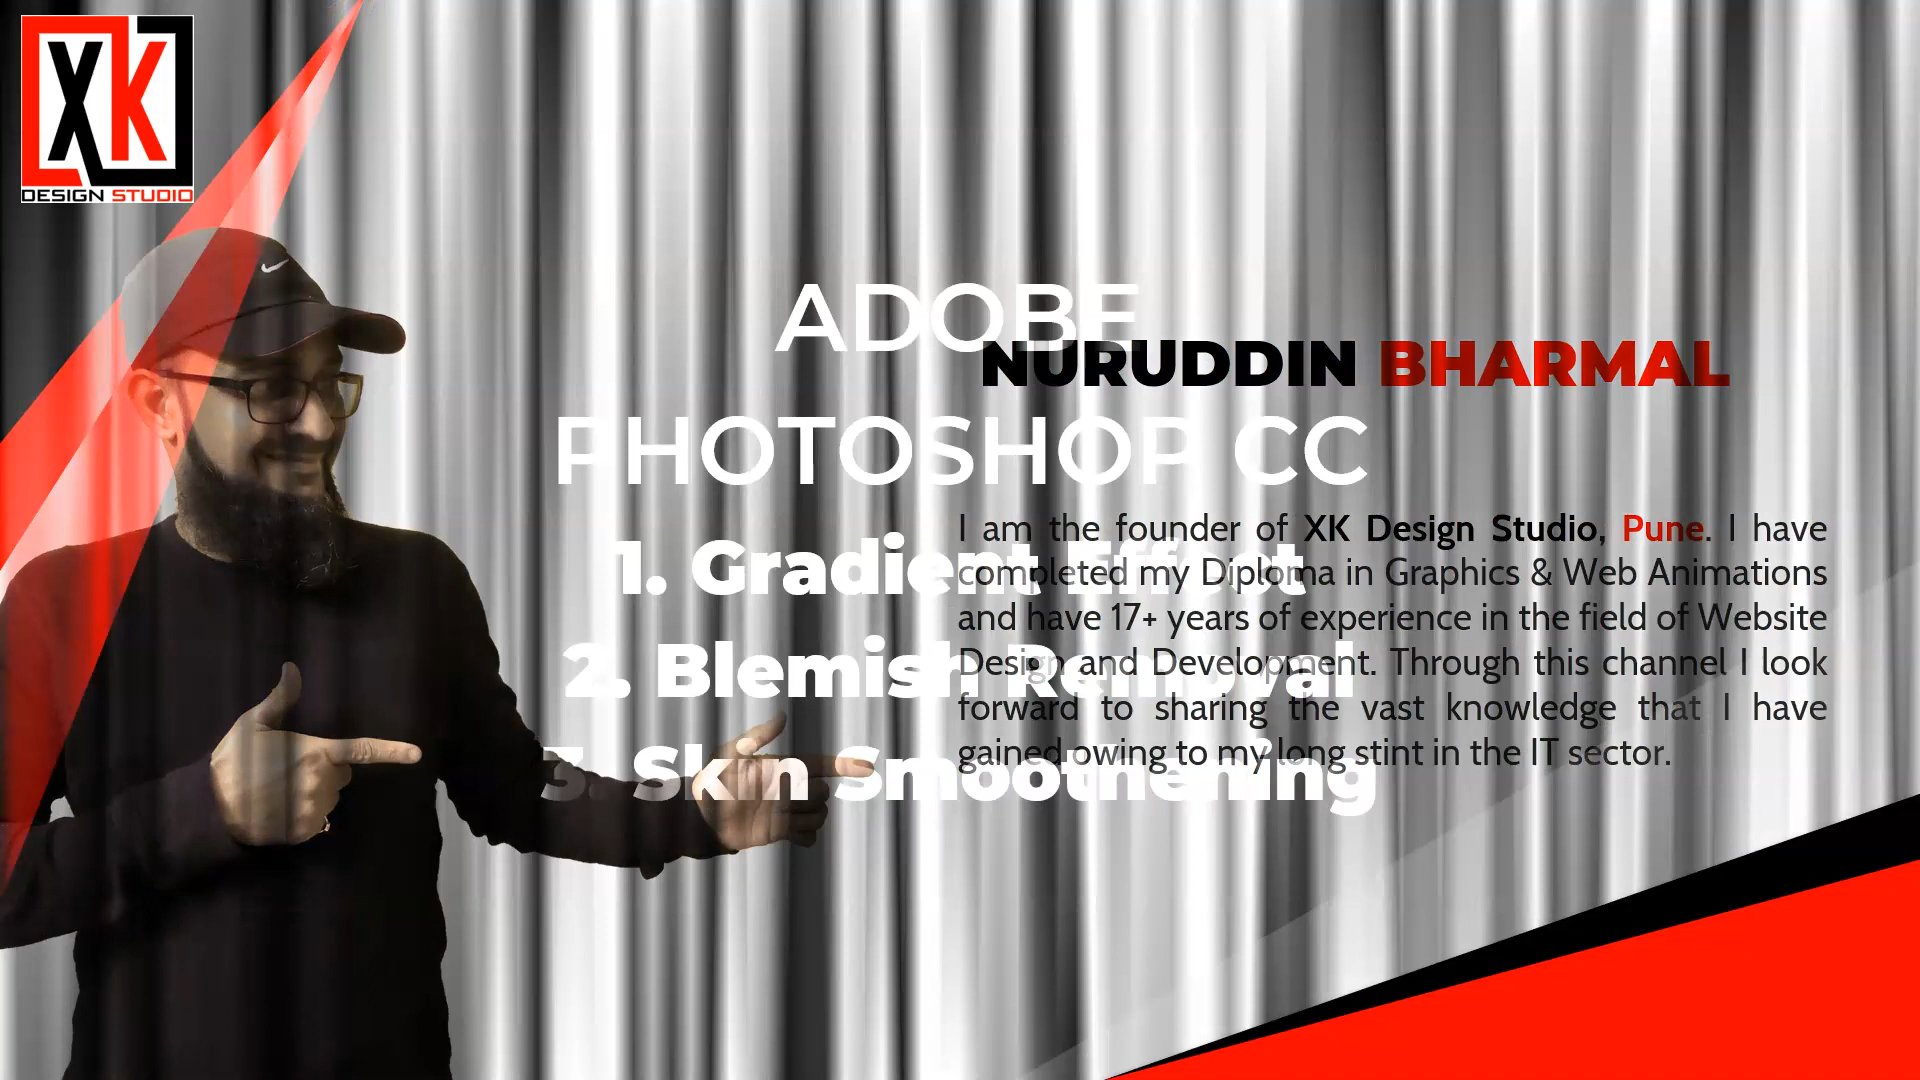 XK
DESIGN STUDIO
ADOBE
PHOTOSHOP CC
1. Gradient Effect
2. Blemish Removal
3. Skin Smoothening
NURUDDIN BHARMAL
I am the founder of XK Design Studio, Pune. I have
completed my Diploma in Graphics & Web Animations
and have 17+ years of experience in the field of Website
Design and Development. Through this channel I look
forward to sharing the vast knowledge that I have
gained owing to my long stint in the IT sector.